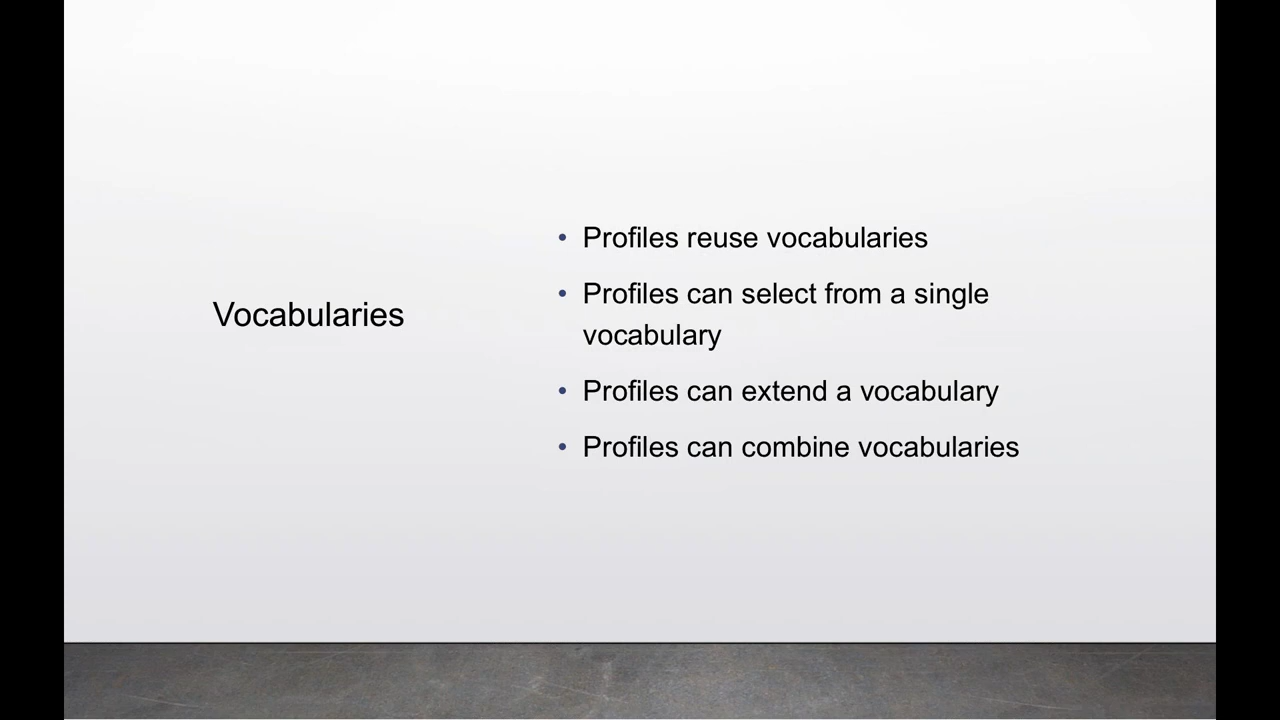 Vocabularies
• Profiles reuse vocabularies
• Profiles can select from a single
vocabulary
• Profiles can extend a vocabulary
• Profiles can combine vocabularies